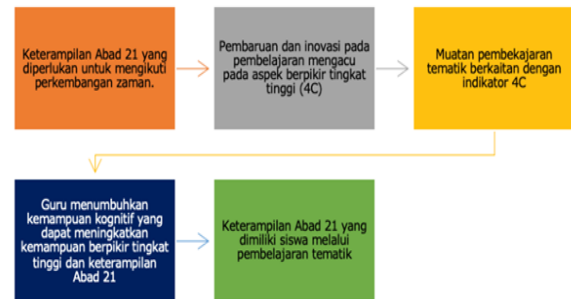 Keterampilan Abad 21 yang
diperlukan untuk mengikuti
perkembangan zaman.
Pembaruan dan inovasi pada
pembelajaran mengacu
pada aspek berpikir tingkat
tinggi (4C)
Muatan pembekajaran
tematik berkaitan dengan
indikator 4C
Guru menumbuhkan
kemampuan kognitif yang
dapat meningkatkan
kemampuan berpikir tingkat
tinggi dan keterampilan
Abad 21
Keterampilan Abad 21 yang
dimiliki siswa melalui
pembelajaran tematik